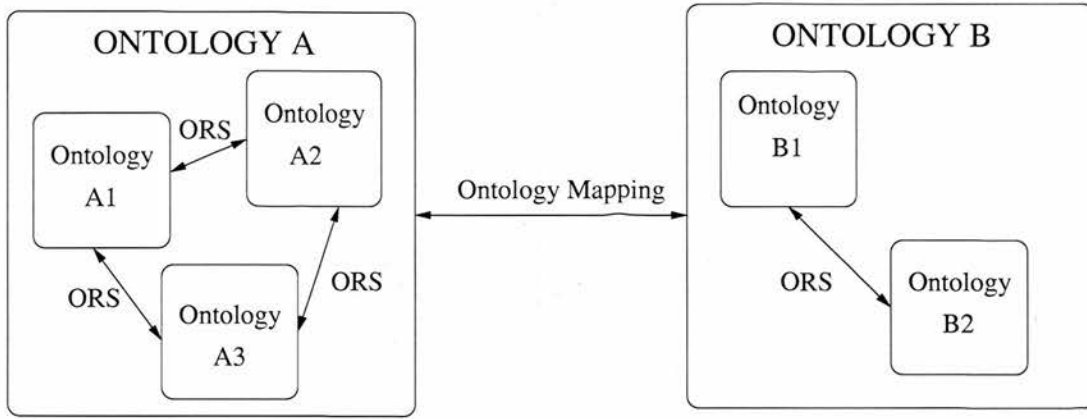 ONTOLOGY A
Ontology
A1
ORS
Ontology
A2
ORS
ORS
Ontology
A3
Ontology Mapping
ONTOLOGY B
Ontology
B1
ORS
Ontology
B2